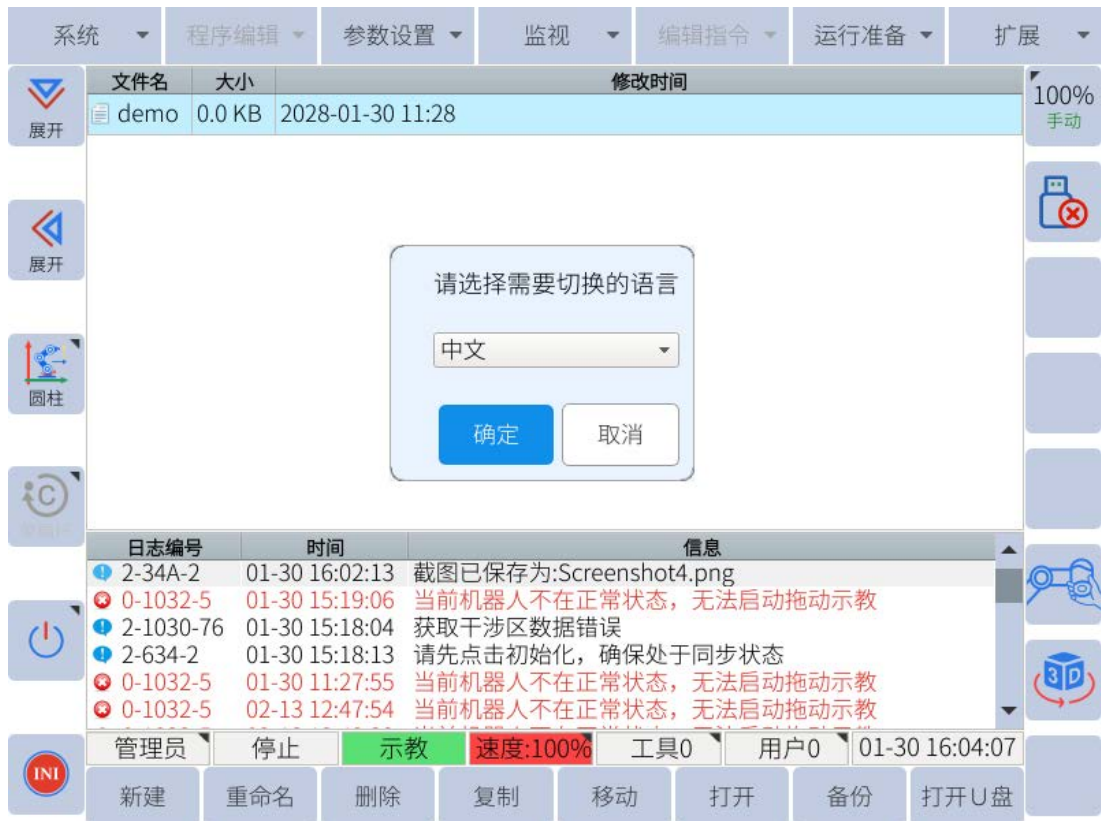 系统 程序编辑 参数设置 监视 编辑指令 运行准备 扩展
展开
文件名 大小 修改时间
demo 0.0 KB 2028-01-30 11:28
100%
手动
展开
请选择需要切换的语言
中文
确定 取消
圆柱
C
日志编号 时间 信息
2-34A-2 01-30 16:02:13 截图已保存为:Screenshot4.png
0-1032-5 01-30 15:19:06 当前机器人不在正常状态，无法启动拖动示教
2-1030-76 01-30 15:18:04 获取干涉区数据错误
2-634-2 01-30 15:18:13 请先点击初始化，确保处于同步状态
0-1032-5 01-30 11:27:55 当前机器人不在正常状态，无法启动拖动示教
0-1032-5 02-13 12:47:54 当前机器人不在正常状态，无法启动拖动示教
3D
管理员 停止 示教 速度:100% 工具0 用户0 01-30 16:04:07
INI
新建 重命名 删除 复制 移动 打开 备份 打开U盘